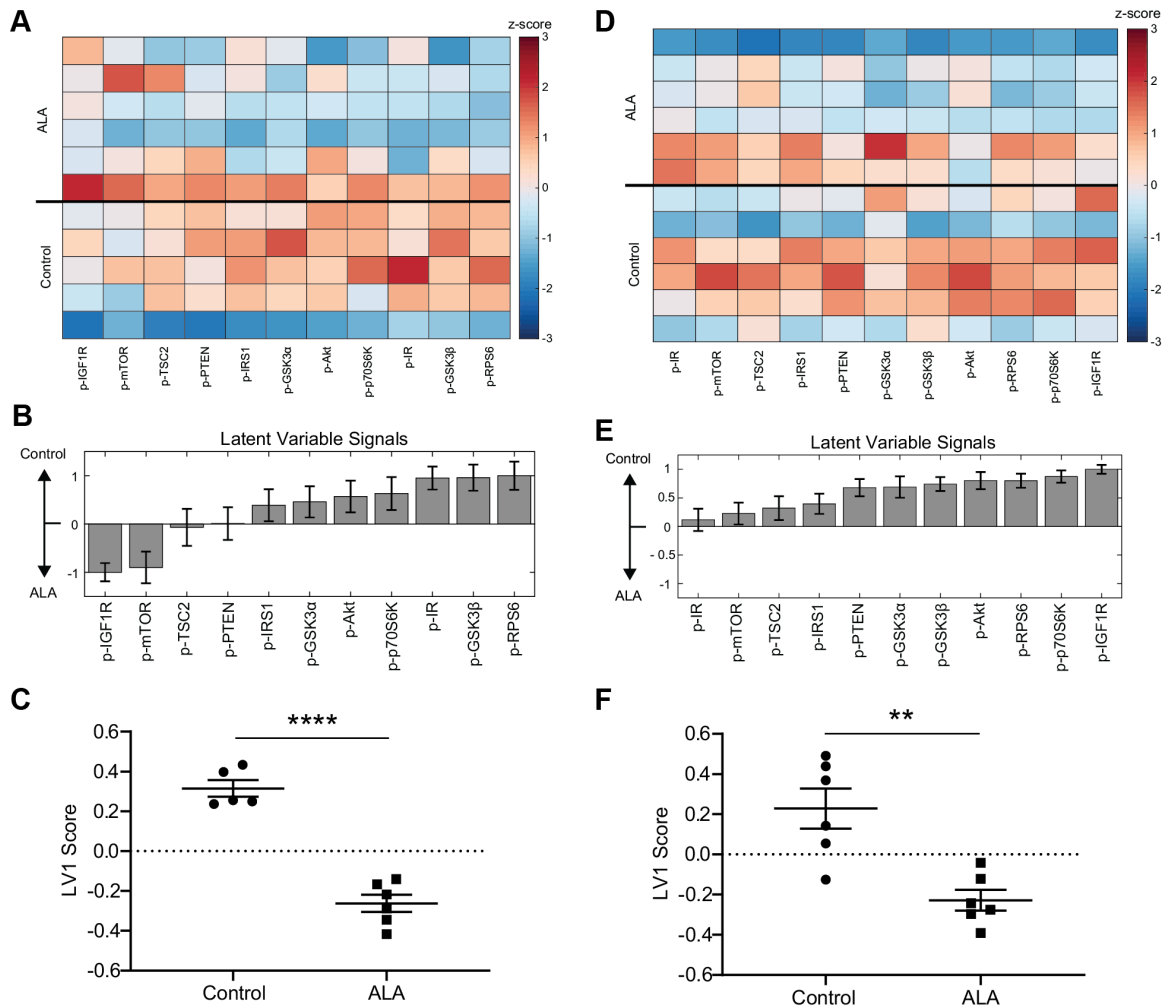 A
z-score
3
2
1
0
-1
-2
-3
ALA
Control
p-IGF1R
p-mTOR
p-TSC2
p-PTEN
p-IRS1
p-GSK3α
p-Akt
p-p70S6K
p-IR
p-GSK3β
p-RPS6
D
z-score
3
2
1
0
-1
-2
-3
ALA
Control
p-IR
p-mTOR
p-TSC2
p-IRS1
p-PTEN
p-GSK3α
p-GSK3β
p-Akt
p-RPS6
p-p70S6K
p-IGF1R
B
Latent Variable Signals
Control
ALA
1
0
-1
p-IGF1R
p-mTOR
p-TSC2
p-PTEN
p-IRS1
p-GSK3α
p-Akt
p-p70S6K
p-IR
p-GSK3β
p-RPS6
E
Latent Variable Signals
Control
ALA
1
0.5
0
- 0.5
-1
p-IR
p-mTOR
p-TSC2
p-IRS1
p-PTEN
p-GSK3α
p-GSK3β
p-Akt
p-RPS6
p-p70S6K
p-IGF1R
C
****
LV1 Score
0.6
0.4
0.2
0.0
-0.2
-0.4
-0.6
Control
ALA
F
**
LV1 Score
0.6
0.4
0.2
0.0
-0.2
-0.4
-0.6
Control
ALA